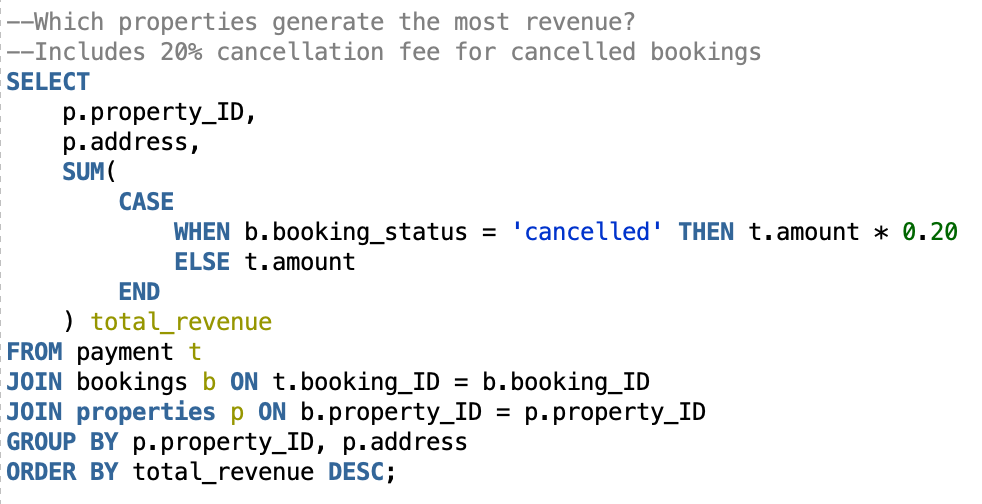 --Which properties generate the most revenue?
--Includes 20% cancellation fee for cancelled bookings
SELECT
    p.property_ID,
    p.address,
    SUM(
        CASE
            WHEN b.booking_status = 'cancelled' THEN t.amount * 0.20
            ELSE t.amount
        END
    ) total_revenue
FROM payment t
JOIN bookings b ON t.booking_ID = b.booking_ID
JOIN properties p ON b.property_ID = p.property_ID
GROUP BY p.property_ID, p.address
ORDER BY total_revenue DESC;